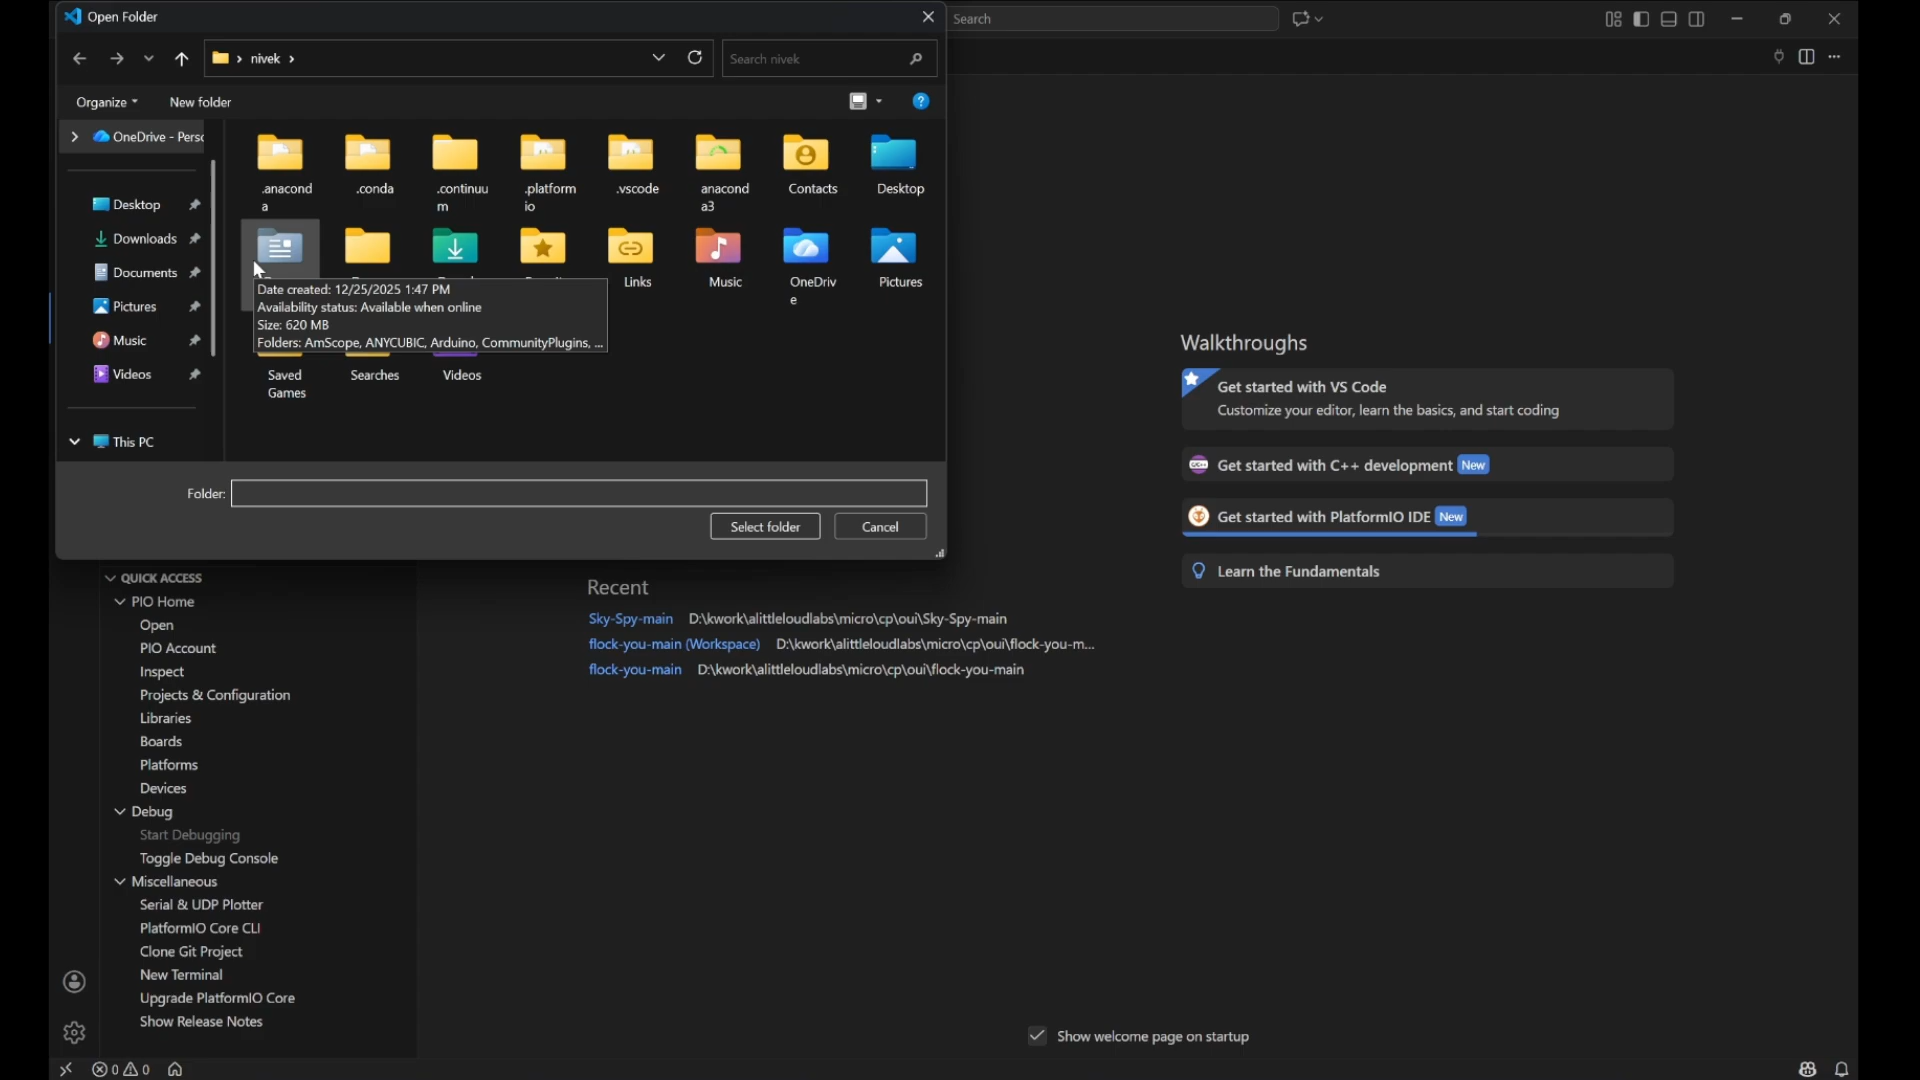 Open Folder
Search
nivek
Search nivek
Organize
New folder
OneDrive - Perso
Desktop
Downloads
Documents
Pictures
Music
Videos
This PC
.anacond
a
.conda
.continuu
m
.platform
io
.vscode
anacond
a3
Contacts
Desktop
Links
Music
OneDriv
e
Pictures
Date created: 12/25/2025 1:47 PM
Availability status: Available when online
Size: 620 MB
Folders: AmScope, ANYCUBIC, Arduino, CommunityPlugins, ...
Saved
Games
Searches
Videos
Folder:
Select folder
Cancel
Walkthroughs
Get started with VS Code
Customize your editor, learn the basics, and start coding
Get started with C++ development New
Get started with PlatformIO IDE New
Learn the Fundamentals
QUICK ACCESS
PIO Home
Open
PIO Account
Inspect
Projects & Configuration
Libraries
Boards
Platforms
Devices
Debug
Start Debugging
Toggle Debug Console
Miscellaneous
Serial & UDP Plotter
PlatformIO Core CLI
Clone Git Project
New Terminal
Upgrade PlatformIO Core
Show Release Notes
Recent
Sky-Spy-main D:\kwork\alittleloudlabs\micro\cp\oui\Sky-Spy-main
flock-you-main (Workspace) D:\kwork\alittleloudlabs\micro\cp\oui\flock-you-m...
flock-you-main D:\kwork\alittleloudlabs\micro\cp\oui\flock-you-main
Show welcome page on startup
0 0